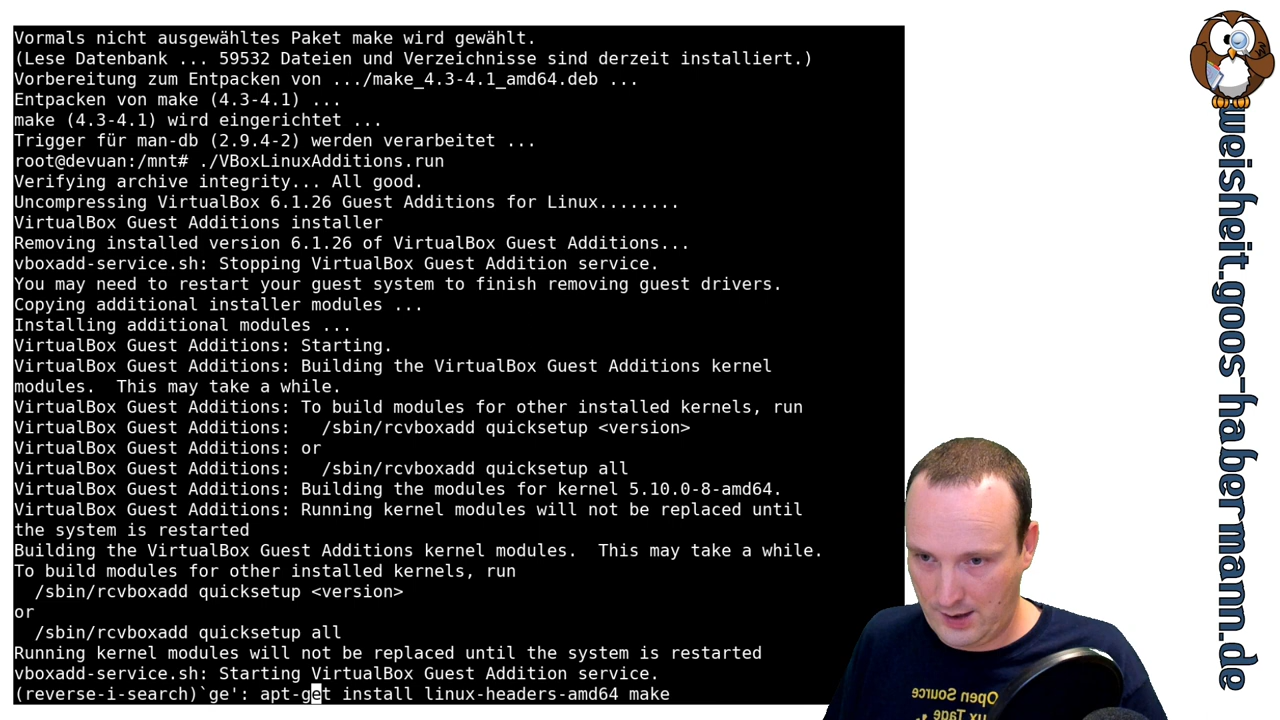 Vormals nicht ausgewähltes Paket make wird gewählt.
(Lese Datenbank ... 59532 Dateien und Verzeichnisse sind derzeit installiert.)
Vorbereitung zum Entpacken von .../make_4.3-4.1_amd64.deb ...
Entpacken von make (4.3-4.1) ...
make (4.3-4.1) wird eingerichtet ...
Trigger für man-db (2.9.4-2) werden verarbeitet ...
root@devuan:/mnt# ./VBoxLinuxAdditions.run
Verifying archive integrity... All good.
Uncompressing VirtualBox 6.1.26 Guest Additions for Linux........
VirtualBox Guest Additions installer
Removing installed version 6.1.26 of VirtualBox Guest Additions...
vboxadd-service.sh: Stopping VirtualBox Guest Addition service.
You may need to restart your guest system to finish removing guest drivers.
Copying additional installer modules ...
Installing additional modules ...
VirtualBox Guest Additions: Starting.
VirtualBox Guest Additions: Building the VirtualBox Guest Additions kernel
modules.  This may take a while.
VirtualBox Guest Additions: To build modules for other installed kernels, run
VirtualBox Guest Additions:   /sbin/rcvboxadd quicksetup <version>
VirtualBox Guest Additions: or
VirtualBox Guest Additions:   /sbin/rcvboxadd quicksetup all
VirtualBox Guest Additions: Building the modules for kernel 5.10.0-8-amd64.
VirtualBox Guest Additions: Running kernel modules will not be replaced until
the system is restarted
Building the VirtualBox Guest Additions kernel modules.  This may take a while.
To build modules for other installed kernels, run
  /sbin/rcvboxadd quicksetup <version>
or
  /sbin/rcvboxadd quicksetup all
Running kernel modules will not be replaced until the system is restarted
vboxadd-service.sh: Starting VirtualBox Guest Addition service.
(reverse-i-search)`ge': apt-get install linux-headers-amd64 make
weisheit.goos-habermann.de
Open Source
ux Tage